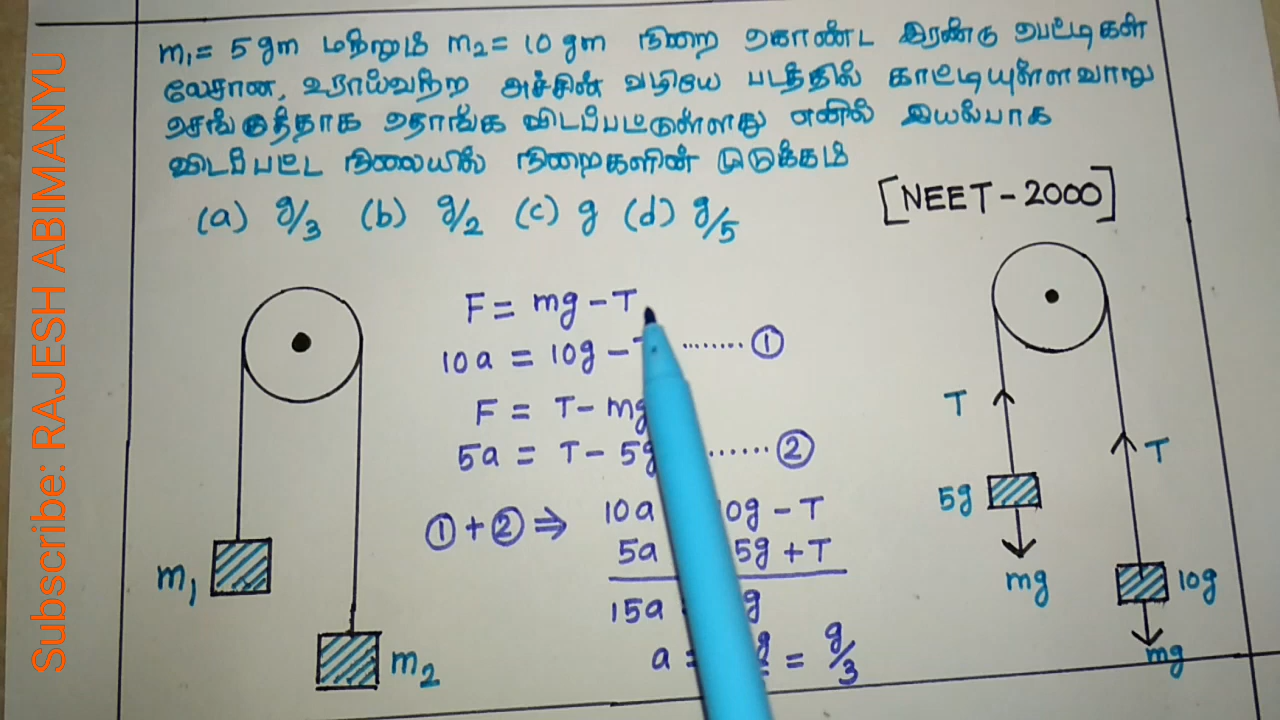 m₁ = 5 gm மற்றும் m₂ = 10 gm நிறை கொண்ட இரண்டு பெட்டிகள்
லேசான, உராய்வற்ற அச்சின் வழியே படத்தில் காட்டியுள்ளவாறு
செங்குத்தாக தொங்க விடப்பட்டுள்ளது எனில் இயல்பாக
விடப்பட்ட நிலையில் நிறைகளின் முடுக்கம்
[NEET - 2000]
(a) g/3 (b) g/2 (c) g (d) g/5
F = mg - T
10a = 10g - ........ ①
F = T - mg
5a = T - 5g ...... ②
① + ② ⇒ 10a 0g - T
5a 5g + T
15a g
a = g = g/3
m₁
m₂
T
T
5g
mg
10g
mg
Subscribe: RAJESH ABIMANYU